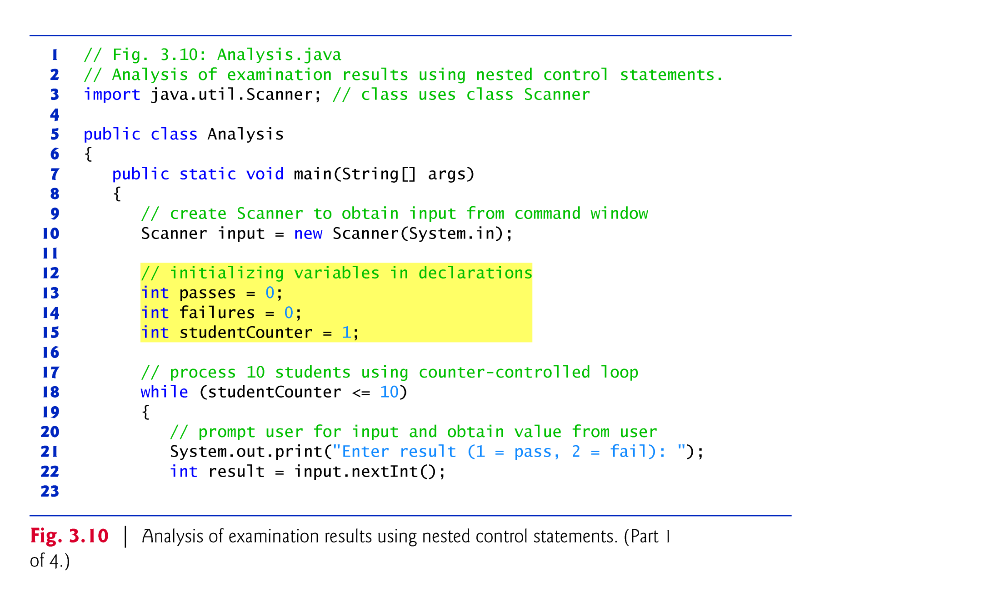 1 // Fig. 3.10: Analysis.java
2 // Analysis of examination results using nested control statements.
3 import java.util.Scanner; // class uses class Scanner
4
5 public class Analysis
6 {
7    public static void main(String[] args)
8    {
9       // create Scanner to obtain input from command window
10       Scanner input = new Scanner(System.in);
11
12       // initializing variables in declarations
13       int passes = 0;
14       int failures = 0;
15       int studentCounter = 1;
16
17       // process 10 students using counter-controlled loop
18       while (studentCounter <= 10)
19       {
20          // prompt user for input and obtain value from user
21          System.out.print("Enter result (1 = pass, 2 = fail): ");
22          int result = input.nextInt();
23
Fig. 3.10 | Analysis of examination results using nested control statements. (Part 1
of 4.)